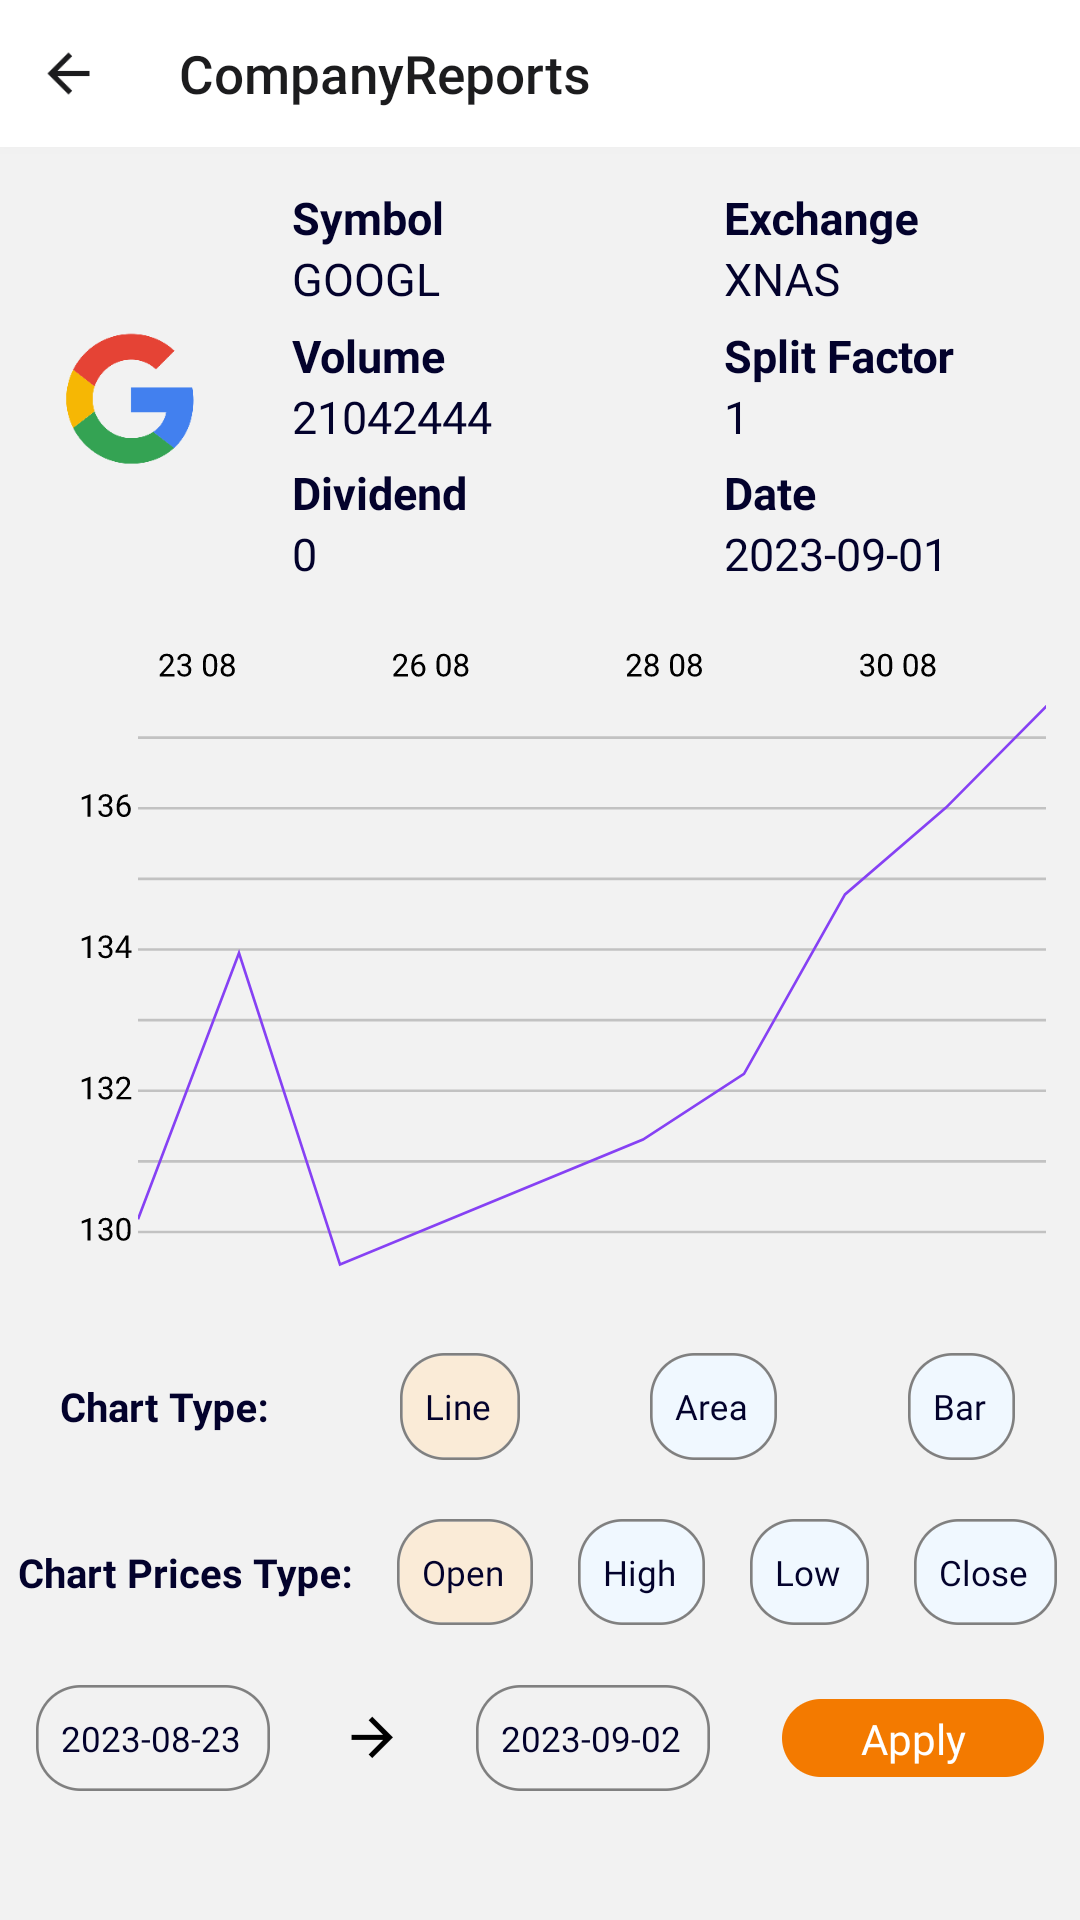 CompanyReports
Symbol
GOOGL
Exchange
XNAS
Volume
21042444
Split Factor
1
Dividend
0
Date
2023-09-01
23 08 26 08 28 08 30 08
136
134
132
130
Chart Type: Line Area Bar
Chart Prices Type: Open High Low Close
2023-08-23 2023-09-02 Apply